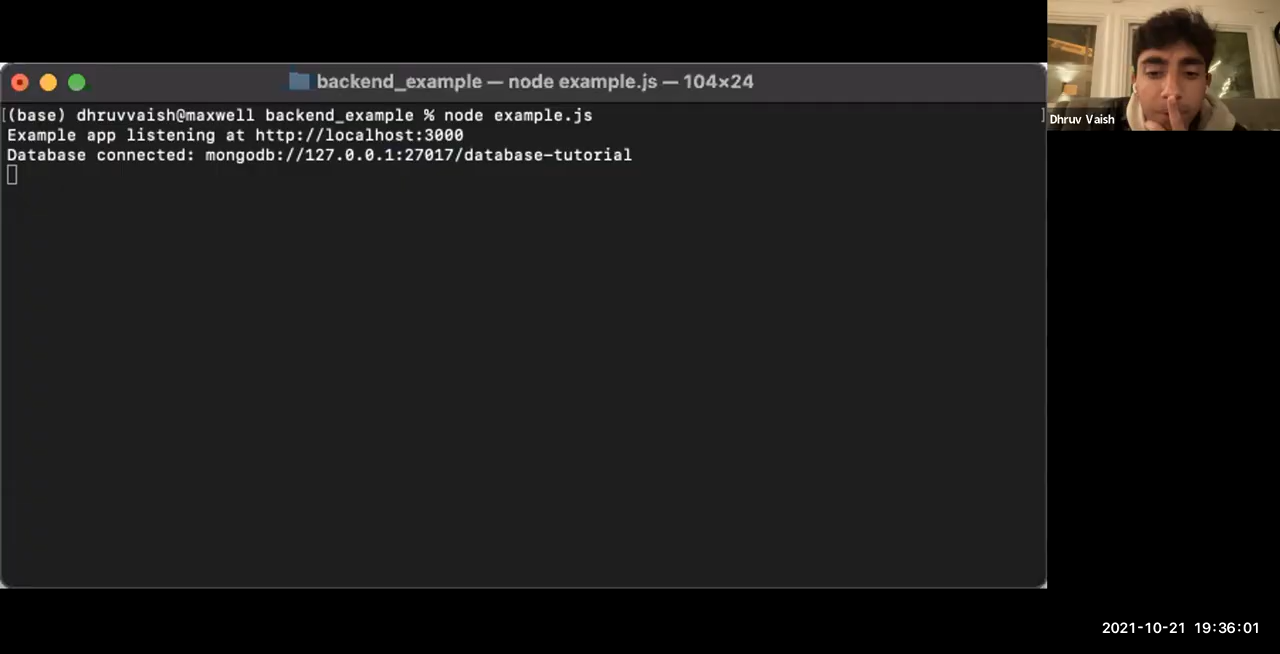 backend_example — node example.js — 104×24
[(base) dhruvvaish@maxwell backend_example % node example.js ]
Example app listening at http://localhost:3000
Database connected: mongodb://127.0.0.1:27017/database-tutorial
Dhruv Vaish
2021-10-21 19:36:01